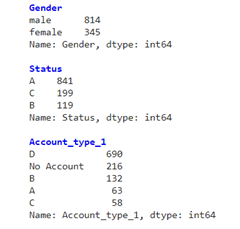 Gender
male 814
female 345
Name: Gender, dtype: int64
Status
A 841
C 199
B 119
Name: Status, dtype: int64
Account_type_1
D 690
No Account 216
B 132
A 63
C 58
Name: Account_type_1, dtype: int64